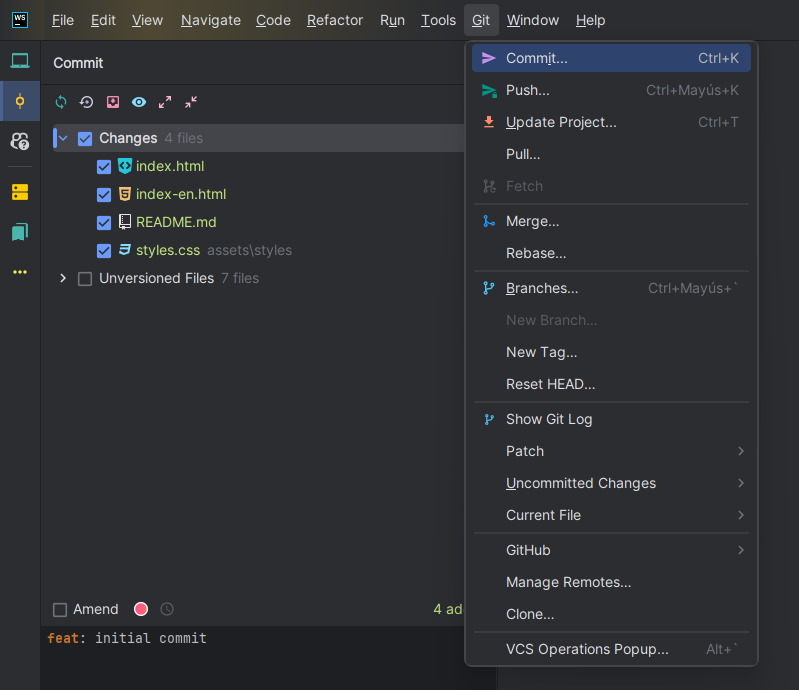 WS
File Edit View Navigate Code Refactor Run Tools Git Window Help
Commit
Changes 4 files
index.html
index-en.html
README.md
styles.css assets\styles
Unversioned Files 7 files
Amend
4 ad
feat: initial commit
Commit... Ctrl+K
Push... Ctrl+Mayús+K
Update Project... Ctrl+T
Pull...
Fetch
Merge...
Rebase...
Branches... Ctrl+Mayús+`
New Branch...
New Tag...
Reset HEAD...
Show Git Log
Patch
Uncommitted Changes
Current File
GitHub
Manage Remotes...
Clone...
VCS Operations Popup... Alt+`